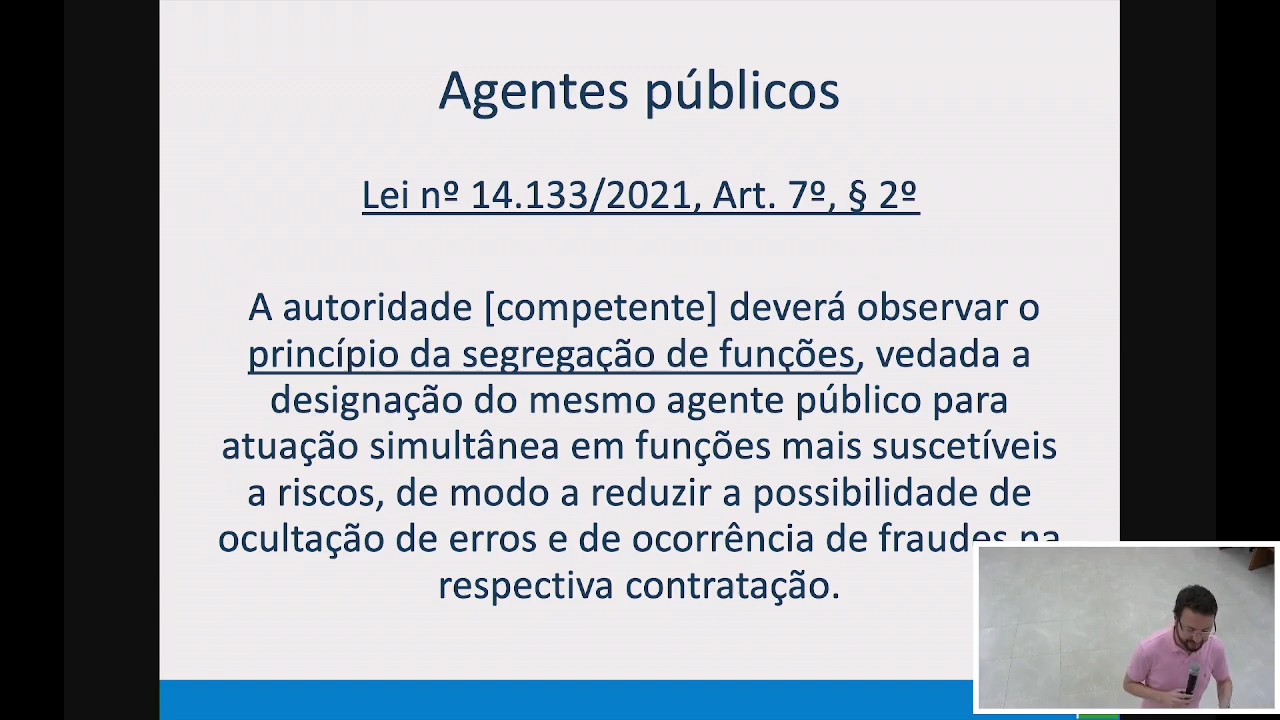 Agentes públicos
Lei nº 14.133/2021, Art. 7º, § 2º
A autoridade [competente] deverá observar o
princípio da segregação de funções, vedada a
designação do mesmo agente público para
atuação simultânea em funções mais suscetíveis
a riscos, de modo a reduzir a possibilidade de
ocultação de erros e de ocorrência de fraudes na
respectiva contratação.